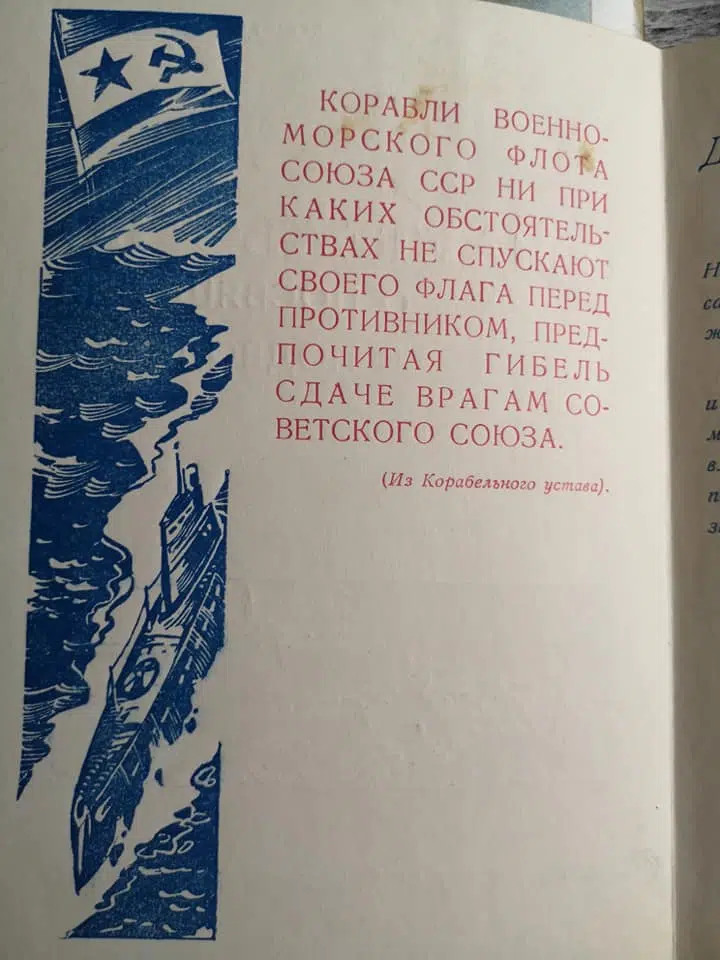 КОРАБЛИ ВОЕННО-
МОРСКОГО ФЛОТА
СОЮЗА ССР НИ ПРИ
КАКИХ ОБСТОЯТЕЛЬ-
СТВАХ НЕ СПУСКАЮТ
СВОЕГО ФЛАГА ПЕРЕД
ПРОТИВНИКОМ, ПРЕД-
ПОЧИТАЯ ГИБЕЛЬ
СДАЧЕ ВРАГАМ СО-
ВЕТСКОГО СОЮЗА.
(Из Корабельного устава).